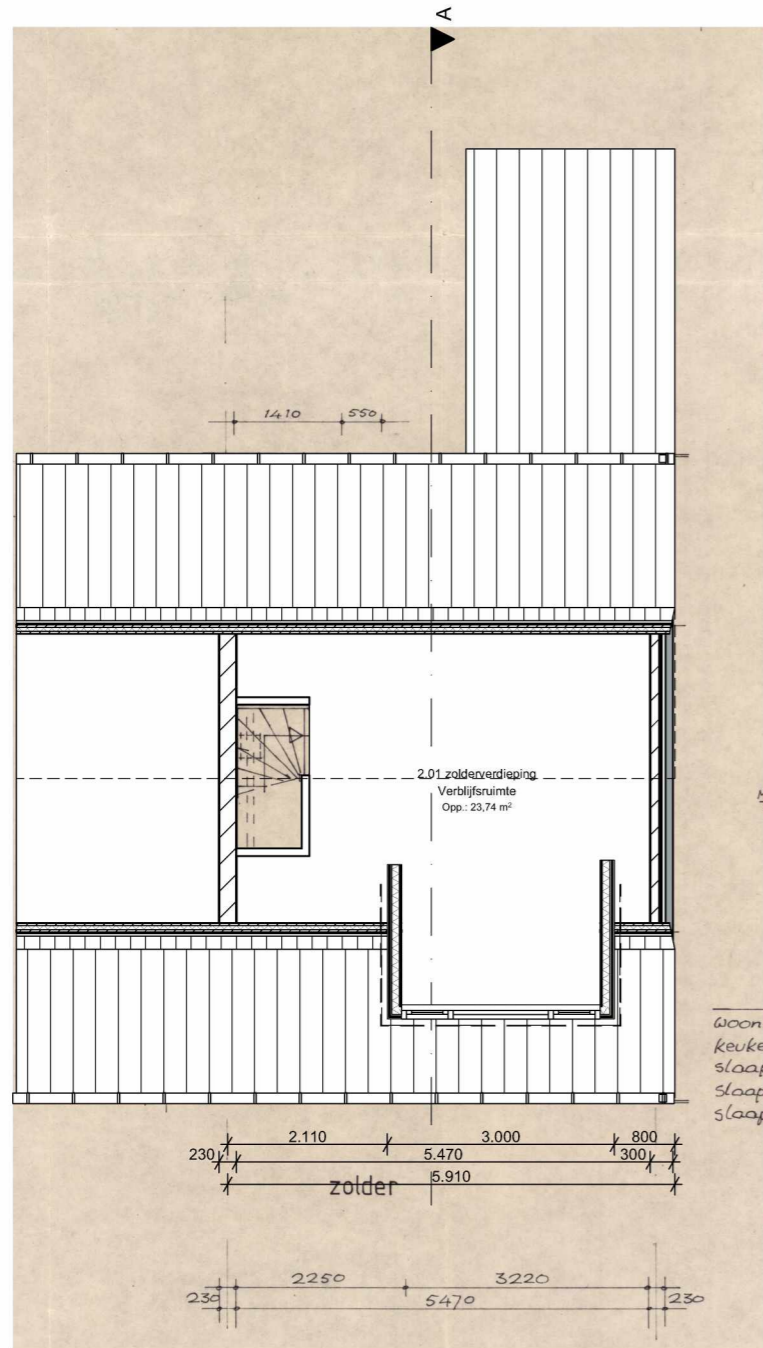 A
1410 550
2.01 zolderverdieping
Verblijfsruimte
Opp.: 23,74 m²
woon
keuke
slaap
slaap
slaap
2.110 3.000 800
230 5.470 300
5.910
zolder
2250 3220
230 5470 230